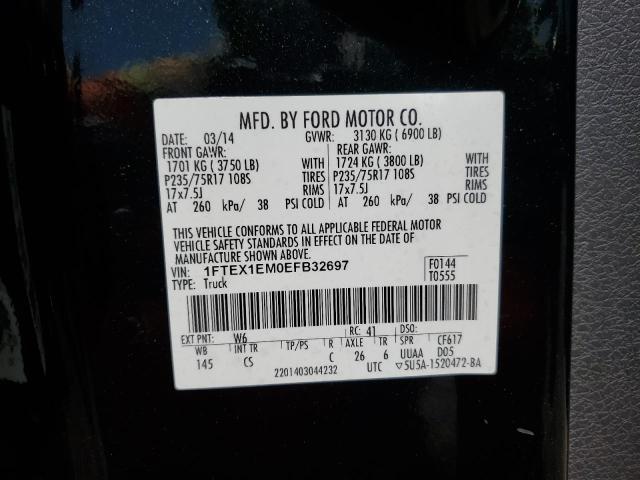 MFD. BY FORD MOTOR CO.
DATE: 03/14 GVWR: 3130 KG ( 6900 LB)
FRONT GAWR: REAR GAWR:
1701 KG ( 3750 LB) WITH 1724 KG ( 3800 LB) WITH
P235/75R17 108S TIRES P235/75R17 108S TIRES
17x7.5J RIMS 17x7.5J RIMS
AT 260 kPa/ 38 PSI COLD AT 260 kPa/ 38 PSI COLD
THIS VEHICLE CONFORMS TO ALL APPLICABLE FEDERAL MOTOR
VEHICLE SAFETY STANDARDS IN EFFECT ON THE DATE OF
MANUFACTURE SHOWN ABOVE.
VIN: 1FTEX1EM0EFB32697 F0144
TYPE: Truck T0555
EXT PNT: W6 RC: 41 DSO:
WB INT TR TP/PS R AXLE TR SPR CF617
145 CS C 26 6 UUAA D05
2201403044232 UTC ▽5U5A-1520472-BA